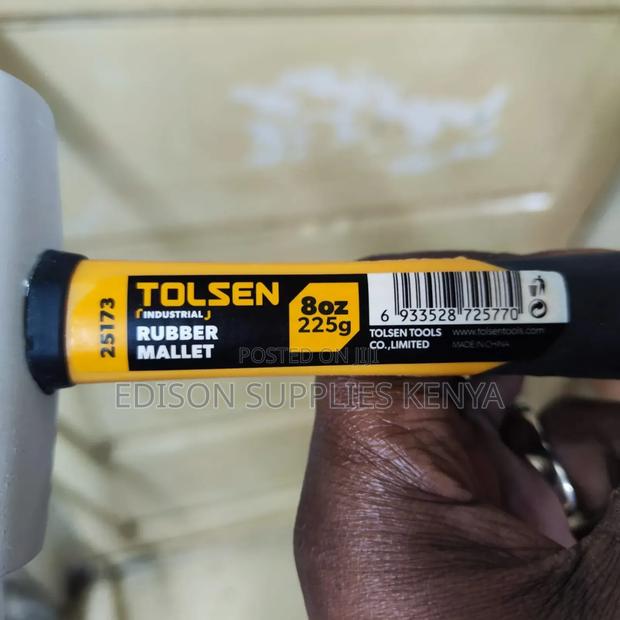 25173
TOLSEN
INDUSTRIAL
RUBBER
MALLET
8oz
225g
6 933528 725770
TOLSEN TOOLS
CO.,LIMITED
www.tolsentools.com
MADE IN CHINA
POSTED ON JIJI
EDISON SUPPLIES KENYA